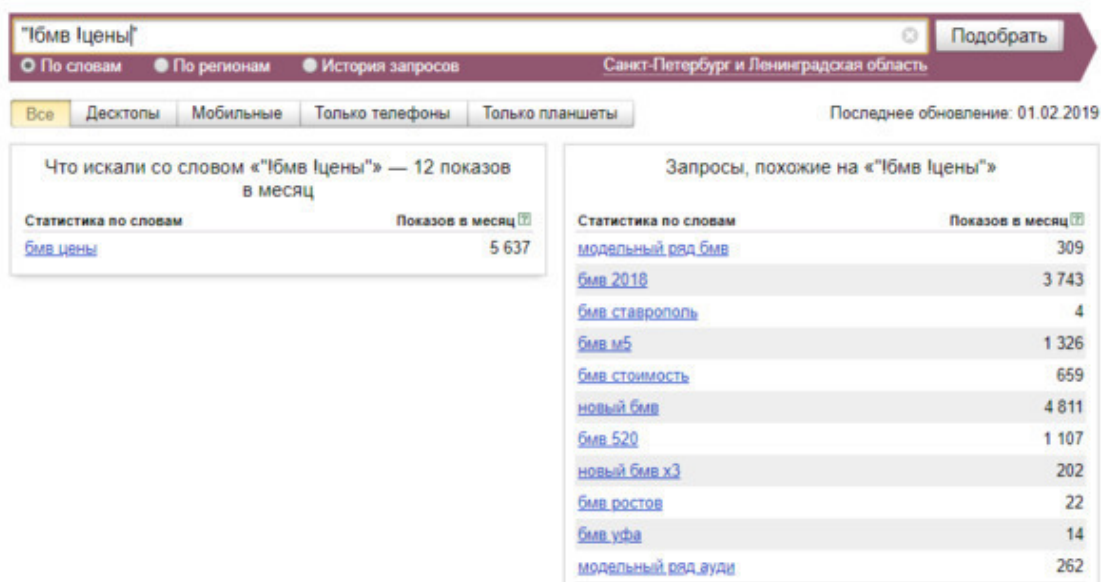 "!бмв !цены"
Подобрать
По словам По регионам История запросов Санкт-Петербург и Ленинградская область
Все Десктопы Мобильные Только телефоны Только планшеты Последнее обновление: 01.02.2019
Что искали со словом «"!бмв !цены"» — 12 показов
в месяц
Статистика по словам Показов в месяц ?
бмв цены 5 637
Запросы, похожие на «"!бмв !цены"»
Статистика по словам Показов в месяц ?
модельный ряд бмв 309
бмв 2018 3 743
бмв ставрополь 4
бмв м5 1 326
бмв стоимость 659
новый бмв 4 811
бмв 520 1 107
новый бмв х3 202
бмв ростов 22
бмв уфа 14
модельный ряд ауди 262